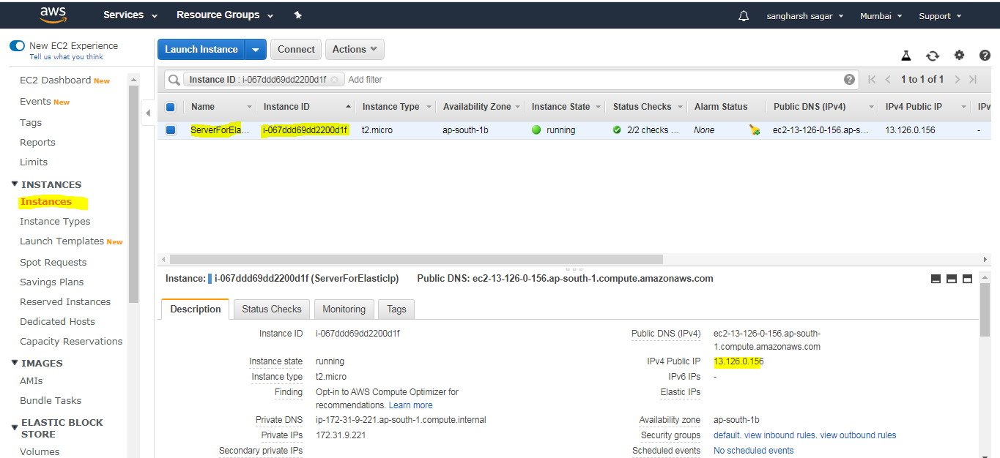 aws Services Resource Groups sangharsh sagar Mumbai Support
New EC2 Experience
Tell us what you think
EC2 Dashboard New
Events New
Tags
Reports
Limits
INSTANCES
Instances
Instance Types
Launch Templates New
Spot Requests
Savings Plans
Reserved Instances
Dedicated Hosts
Capacity Reservations
IMAGES
AMIs
Bundle Tasks
ELASTIC BLOCK
STORE
Volumes
Launch Instance Connect Actions
Instance ID : i-067ddd69dd2200d1f Add filter 1 to 1 of 1
Name Instance ID Instance Type Availability Zone Instance State Status Checks Alarm Status Public DNS (IPv4) IPv4 Public IP IPv
ServerForEla... i-067ddd69dd2200d1f t2.micro ap-south-1b running 2/2 checks ... None ec2-13-126-0-156.ap-s... 13.126.0.156 -
Instance: i-067ddd69dd2200d1f (ServerForElasticIp) Public DNS: ec2-13-126-0-156.ap-south-1.compute.amazonaws.com
Description Status Checks Monitoring Tags
Instance ID i-067ddd69dd2200d1f
Instance state running
Instance type t2.micro
Finding Opt-in to AWS Compute Optimizer for
recommendations. Learn more
Private DNS ip-172-31-9-221.ap-south-1.compute.internal
Private IPs 172.31.9.221
Secondary private IPs
Public DNS (IPv4) ec2-13-126-0-156.ap-south-
1.compute.amazonaws.com
IPv4 Public IP 13.126.0.156
IPv6 IPs -
Elastic IPs
Availability zone ap-south-1b
Security groups default. view inbound rules. view outbound rules
Scheduled events No scheduled events